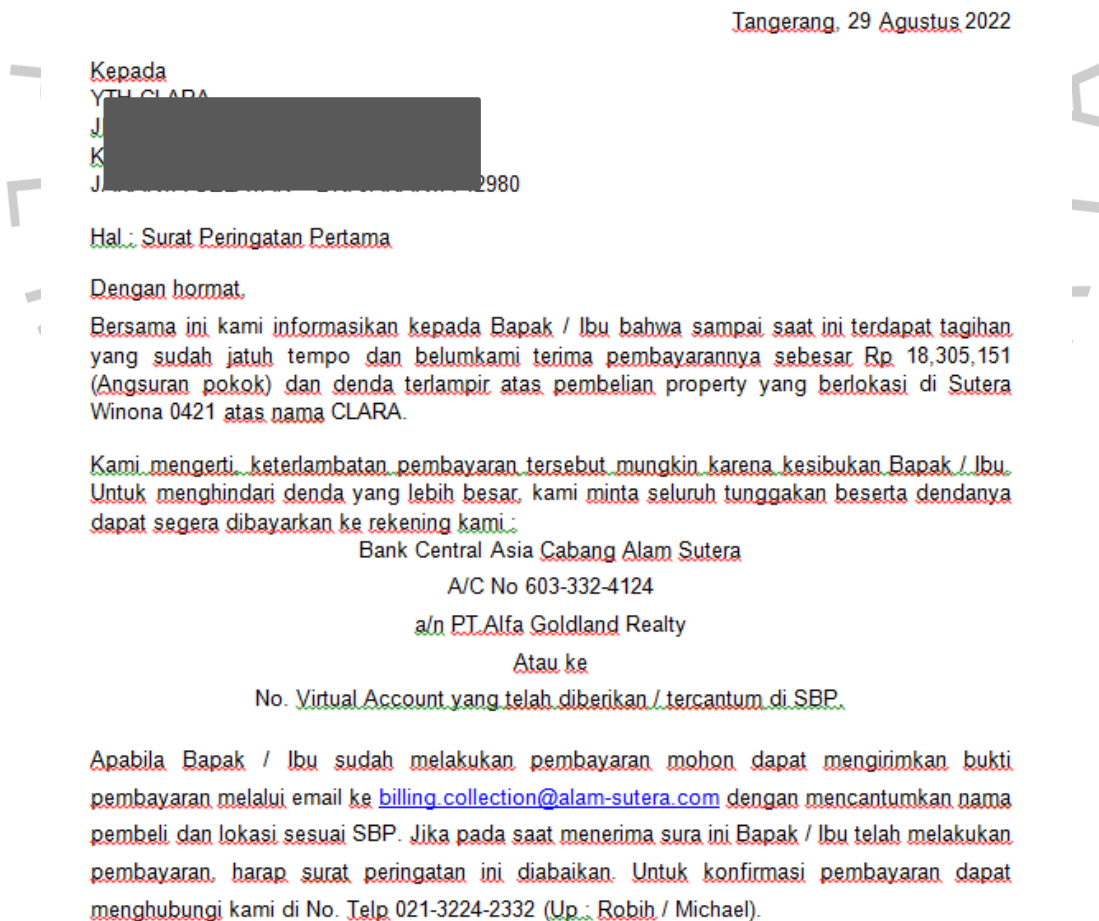 Tangerang, 29 Agustus 2022
Kepada
YTH CLARA
2980
Hal : Surat Peringatan Pertama
Dengan hormat,
Bersama ini kami informasikan kepada Bapak / Ibu bahwa sampai saat ini terdapat tagihan
yang sudah jatuh tempo dan belumkami terima pembayarannya sebesar Rp 18,305,151
(Angsuran pokok) dan denda terlampir atas pembelian property yang berlokasi di Sutera
Winona 0421 atas nama CLARA.
Kami mengerti, keterlambatan pembayaran tersebut mungkin karena kesibukan Bapak / Ibu.
Untuk menghindari denda yang lebih besar, kami minta seluruh tunggakan beserta dendanya
dapat segera dibayarkan ke rekening kami :
Bank Central Asia Cabang Alam Sutera
A/C No 603-332-4124
a/n PT.Alfa Goldland Realty
Atau ke
No. Virtual Account yang telah diberikan / tercantum di SBP.
Apabila Bapak / Ibu sudah melakukan pembayaran mohon dapat mengirimkan bukti
pembayaran melalui email ke billing.collection@alam-sutera.com dengan mencantumkan nama
pembeli dan lokasi sesuai SBP. Jika pada saat menerima sura ini Bapak / Ibu telah melakukan
pembayaran, harap surat peringatan ini diabaikan. Untuk konfirmasi pembayaran dapat
menghubungi kami di No. Telp 021-3224-2332 (Up : Robih / Michael).